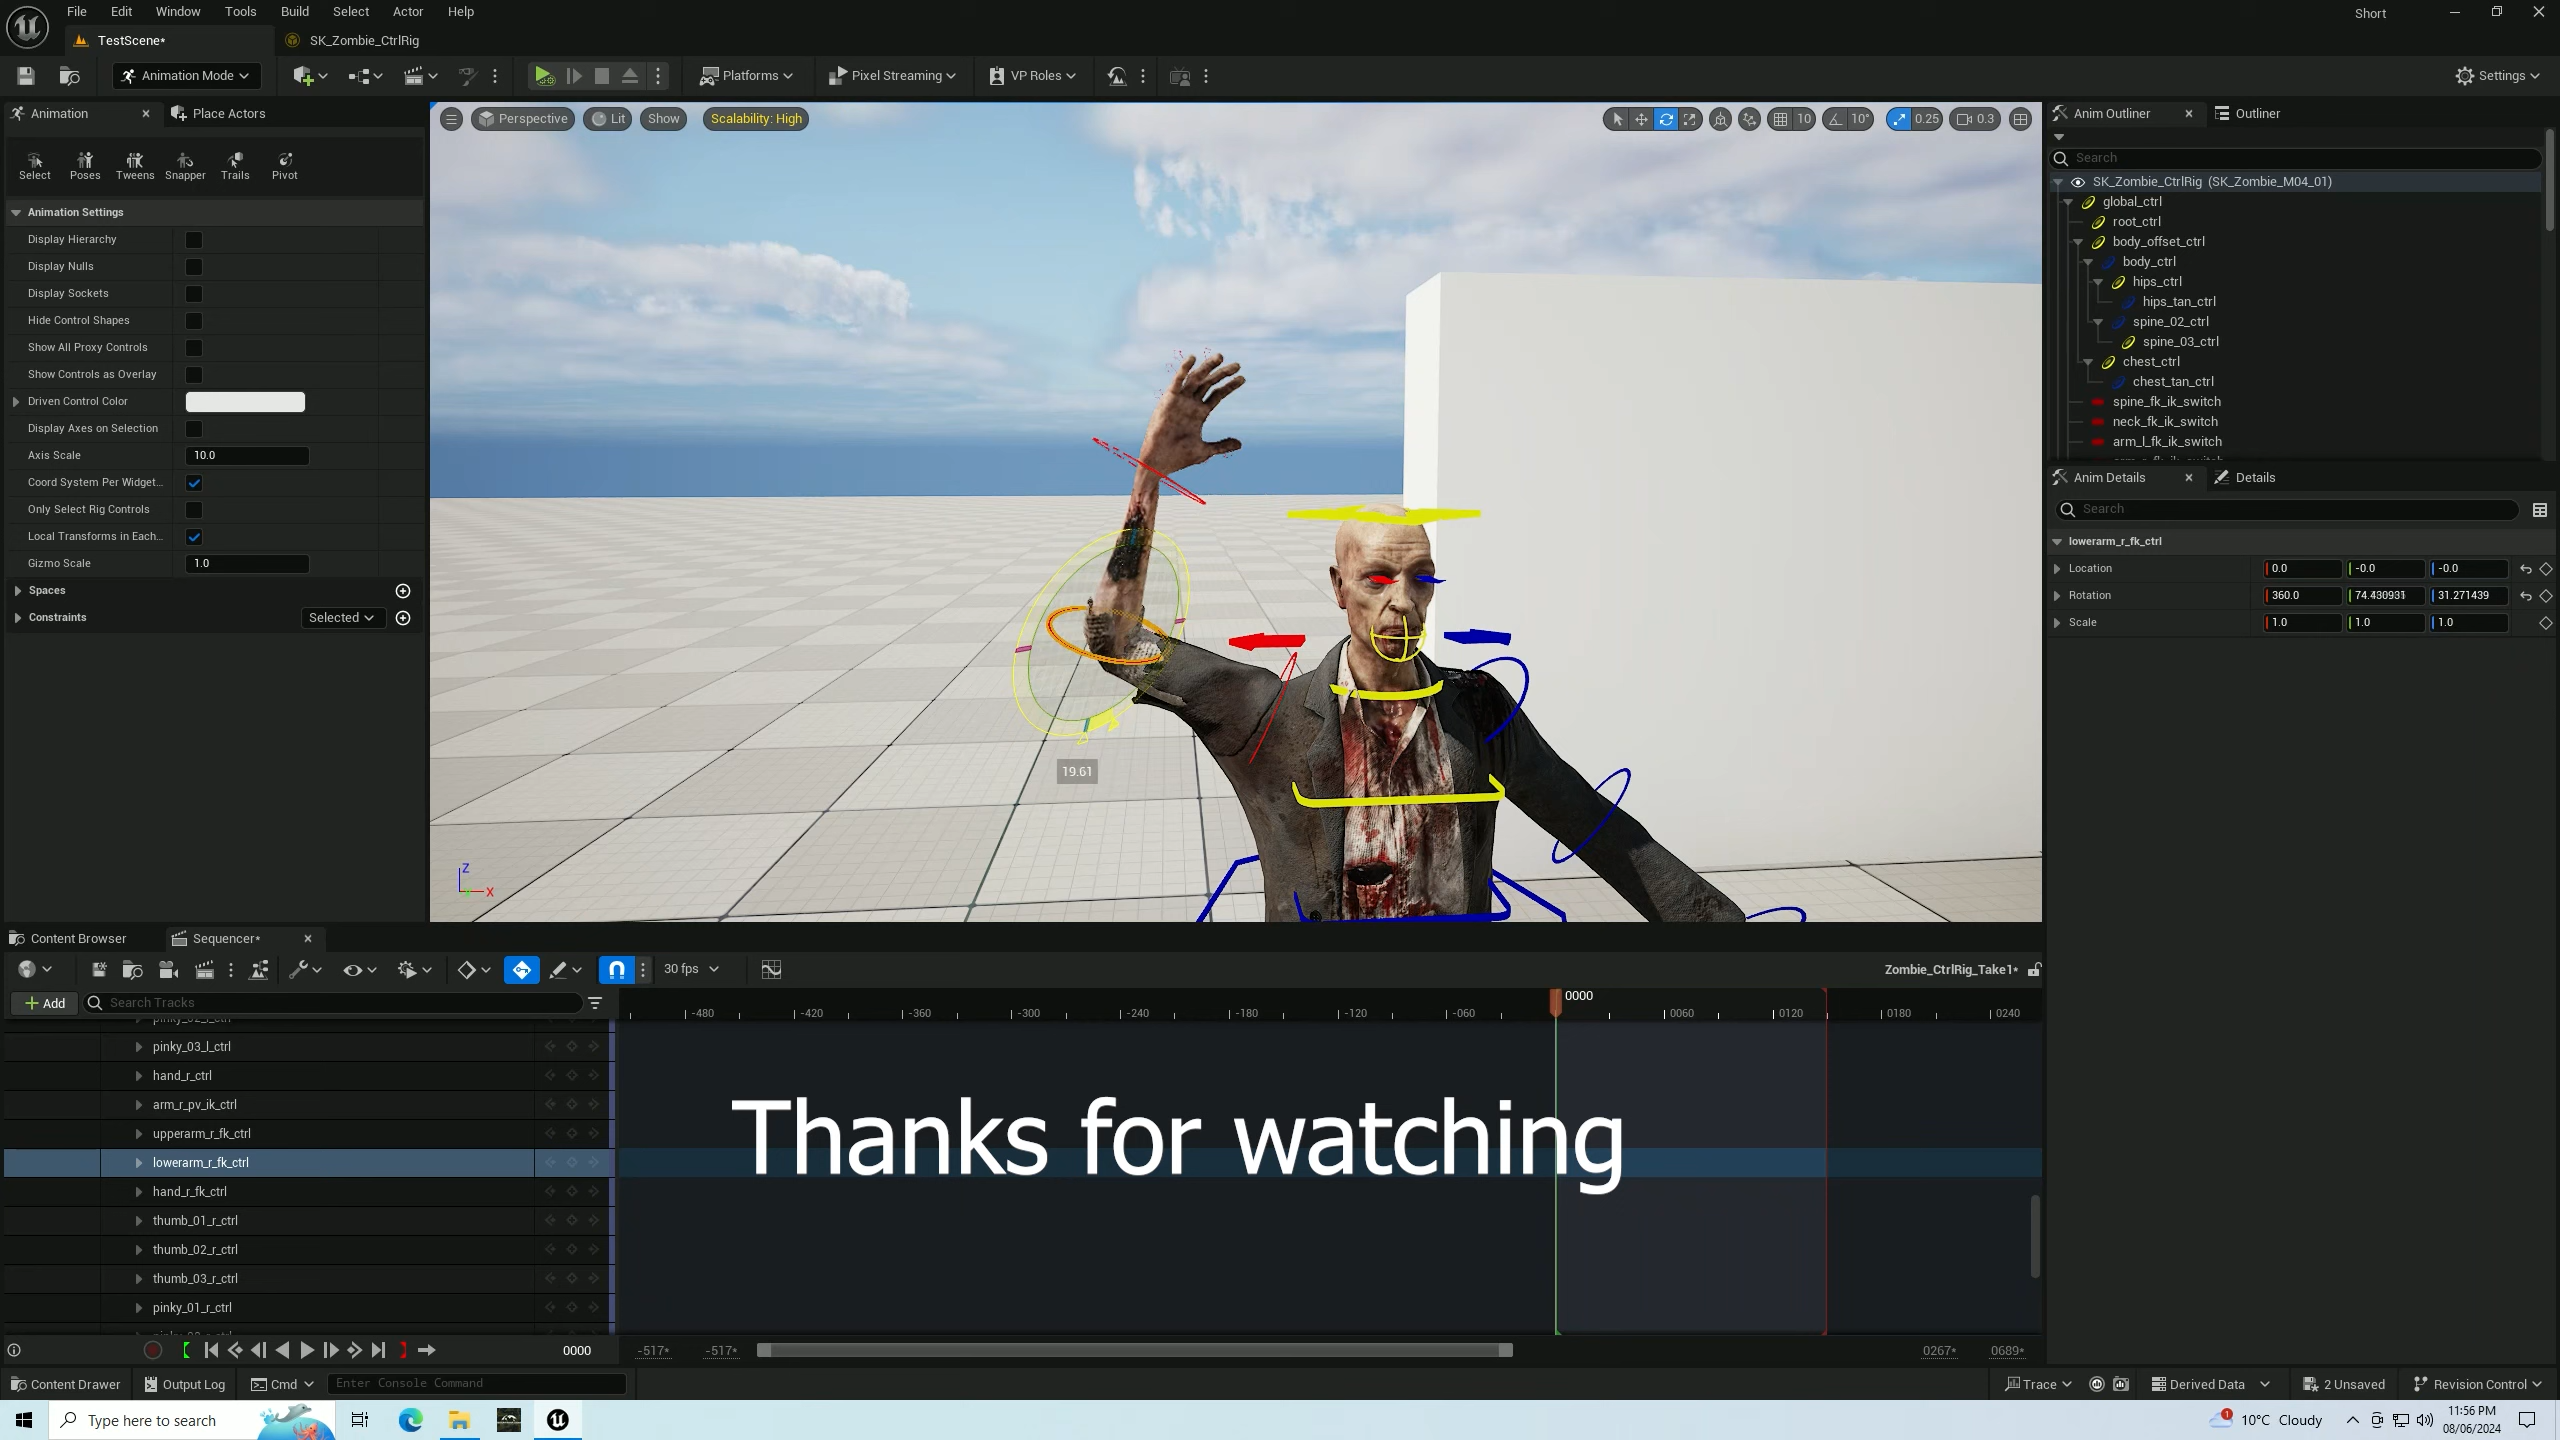 File Edit Window Tools Build Select Actor Help Short
TestScene* SK_Zombie_CtrlRig
Animation Mode Platforms Pixel Streaming VP Roles Settings
Animation Place Actors
Select Poses Tweens Snapper Trails Pivot
Animation Settings
Display Hierarchy
Display Nulls
Display Sockets
Hide Control Shapes
Show All Proxy Controls
Show Controls as Overlay
Driven Control Color
Display Axes on Selection
Axis Scale 10.0
Coord System Per Widget...
Only Select Rig Controls
Local Transforms in Each...
Gizmo Scale 1.0
Spaces
Constraints Selected
Perspective Lit Show Scalability: High 10 10° 0.25 0.3
19.61
Z
X
Anim Outliner Outliner
Search
SK_Zombie_CtrlRig (SK_Zombie_M04_01)
global_ctrl
root_ctrl
body_offset_ctrl
body_ctrl
hips_ctrl
hips_tan_ctrl
spine_02_ctrl
spine_03_ctrl
chest_ctrl
chest_tan_ctrl
spine_fk_ik_switch
neck_fk_ik_switch
arm_l_fk_ik_switch
Anim Details Details
Search
lowerarm_r_fk_ctrl
Location 0.0 -0.0 -0.0
Rotation 360.0 74.430931 31.271439
Scale 1.0 1.0 1.0
Content Browser Sequencer*
30 fps Zombie_CtrlRig_Take1*
+ Add Search Tracks
0000
-480 -420 -360 -300 -240 -180 -120 -060 0060 0120 0180 0240
pinky_03_l_ctrl
hand_r_ctrl
arm_r_pv_ik_ctrl
upperarm_r_fk_ctrl
lowerarm_r_fk_ctrl
hand_r_fk_ctrl
thumb_01_r_ctrl
thumb_02_r_ctrl
thumb_03_r_ctrl
pinky_01_r_ctrl
Thanks for watching
0000 -517* -517* 0267* 0689*
Content Drawer Output Log Cmd Enter Console Command Trace Derived Data 2 Unsaved Revision Control
Type here to search 1 10°C Cloudy 11:56 PM
08/06/2024